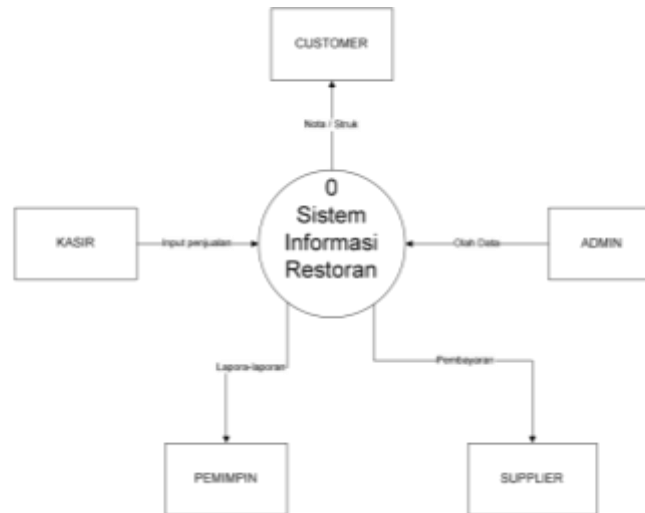 CUSTOMER
Nota / Struk
0
Sistem
Informasi
Restoran
KASIR
Input penjualan
Olah Data
ADMIN
Lapora-laporan
Pembayaran
PEMIMPIN
SUPPLIER